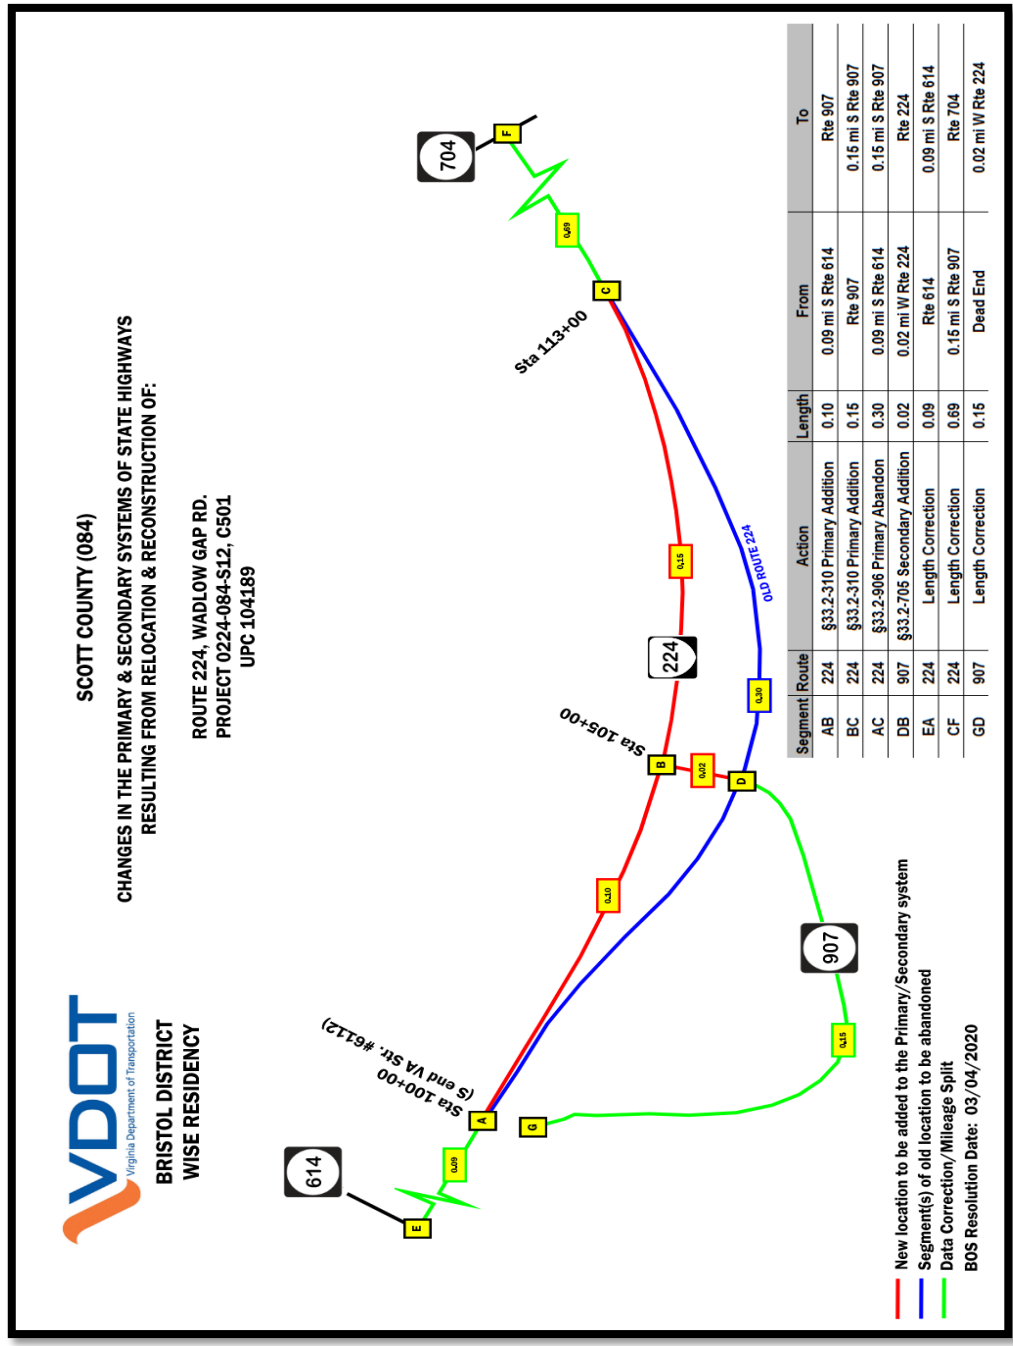 SCOTT COUNTY (084)
CHANGES IN THE PRIMARY & SECONDARY SYSTEMS OF STATE HIGHWAYS
RESULTING FROM RELOCATION & RECONSTRUCTION OF:
ROUTE 224, WADLOW GAP RD.
PROJECT 0224-084-S12, C501
UPC 104189
VDOT
Virginia Department of Transportation
BRISTOL DISTRICT
WISE RESIDENCY
614
E
0.09
A
Sta 100+00
(S end VA Str. #6112)
G
0.10
B
Sta 105+00
0.02
D
224
0.15
0.30
OLD ROUTE 224
Sta 113+00
C
0.69
F
704
907
0.15
New location to be added to the Primary/Secondary system
Segment(s) of old location to be abandoned
Data Correction/Mileage Split
BOS Resolution Date: 03/04/2020
Segment Route Action Length From To
AB 224 §33.2-310 Primary Addition 0.10 0.09 mi S Rte 614 Rte 907
BC 224 §33.2-310 Primary Addition 0.15 Rte 907 0.15 mi S Rte 907
AC 224 §33.2-906 Primary Abandon 0.30 0.09 mi S Rte 614 0.15 mi S Rte 907
DB 907 §33.2-705 Secondary Addition 0.02 0.02 mi W Rte 224 Rte 224
EA 224 Length Correction 0.09 Rte 614 0.09 mi S Rte 614
CF 224 Length Correction 0.69 0.15 mi S Rte 907 Rte 704
GD 907 Length Correction 0.15 Dead End 0.02 mi W Rte 224